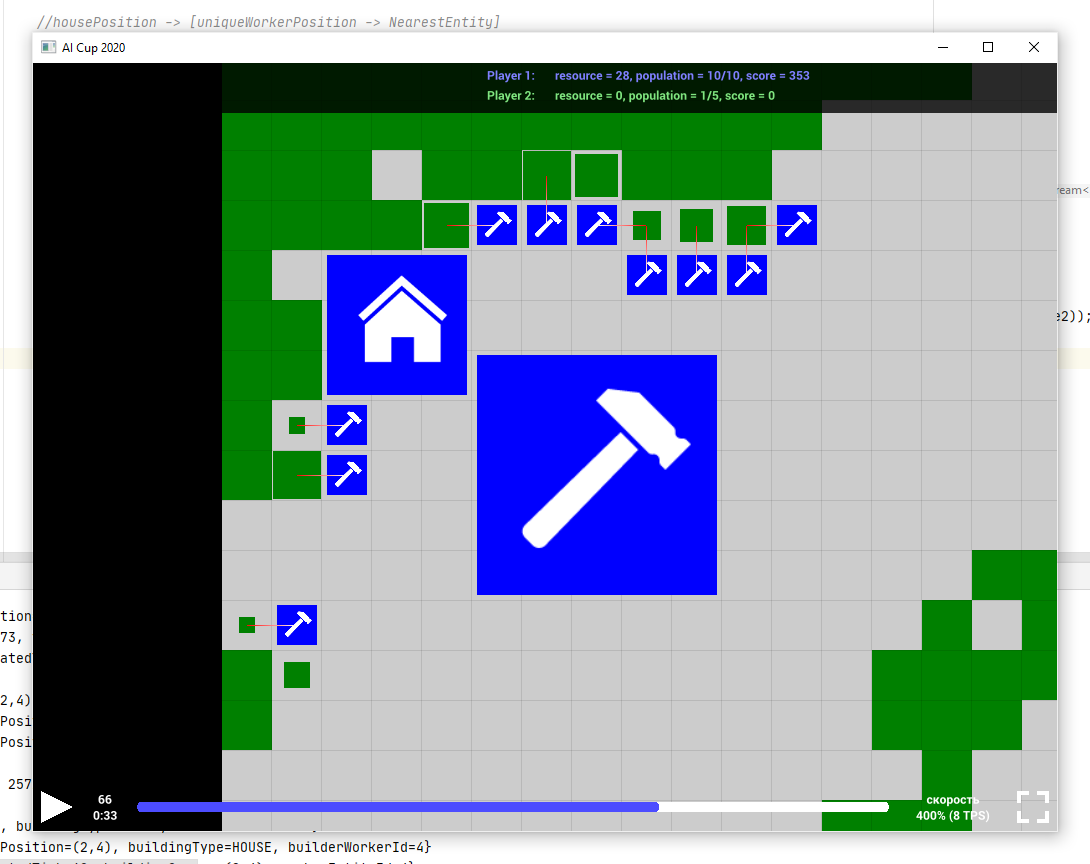 //housePosition -> [uniqueWorkerPosition -> NearestEntity]
AI Cup 2020
Player 1: resource = 28, population = 10/10, score = 353
Player 2: resource = 0, population = 1/5, score = 0
ream<
e2));
tion
73,
ated
2,4)
Posi
Posi
257
66
0:33
скорость
400% (8 TPS)
, bu
Position=(2,4), buildingType=HOUSE, builderWorkerId=4}